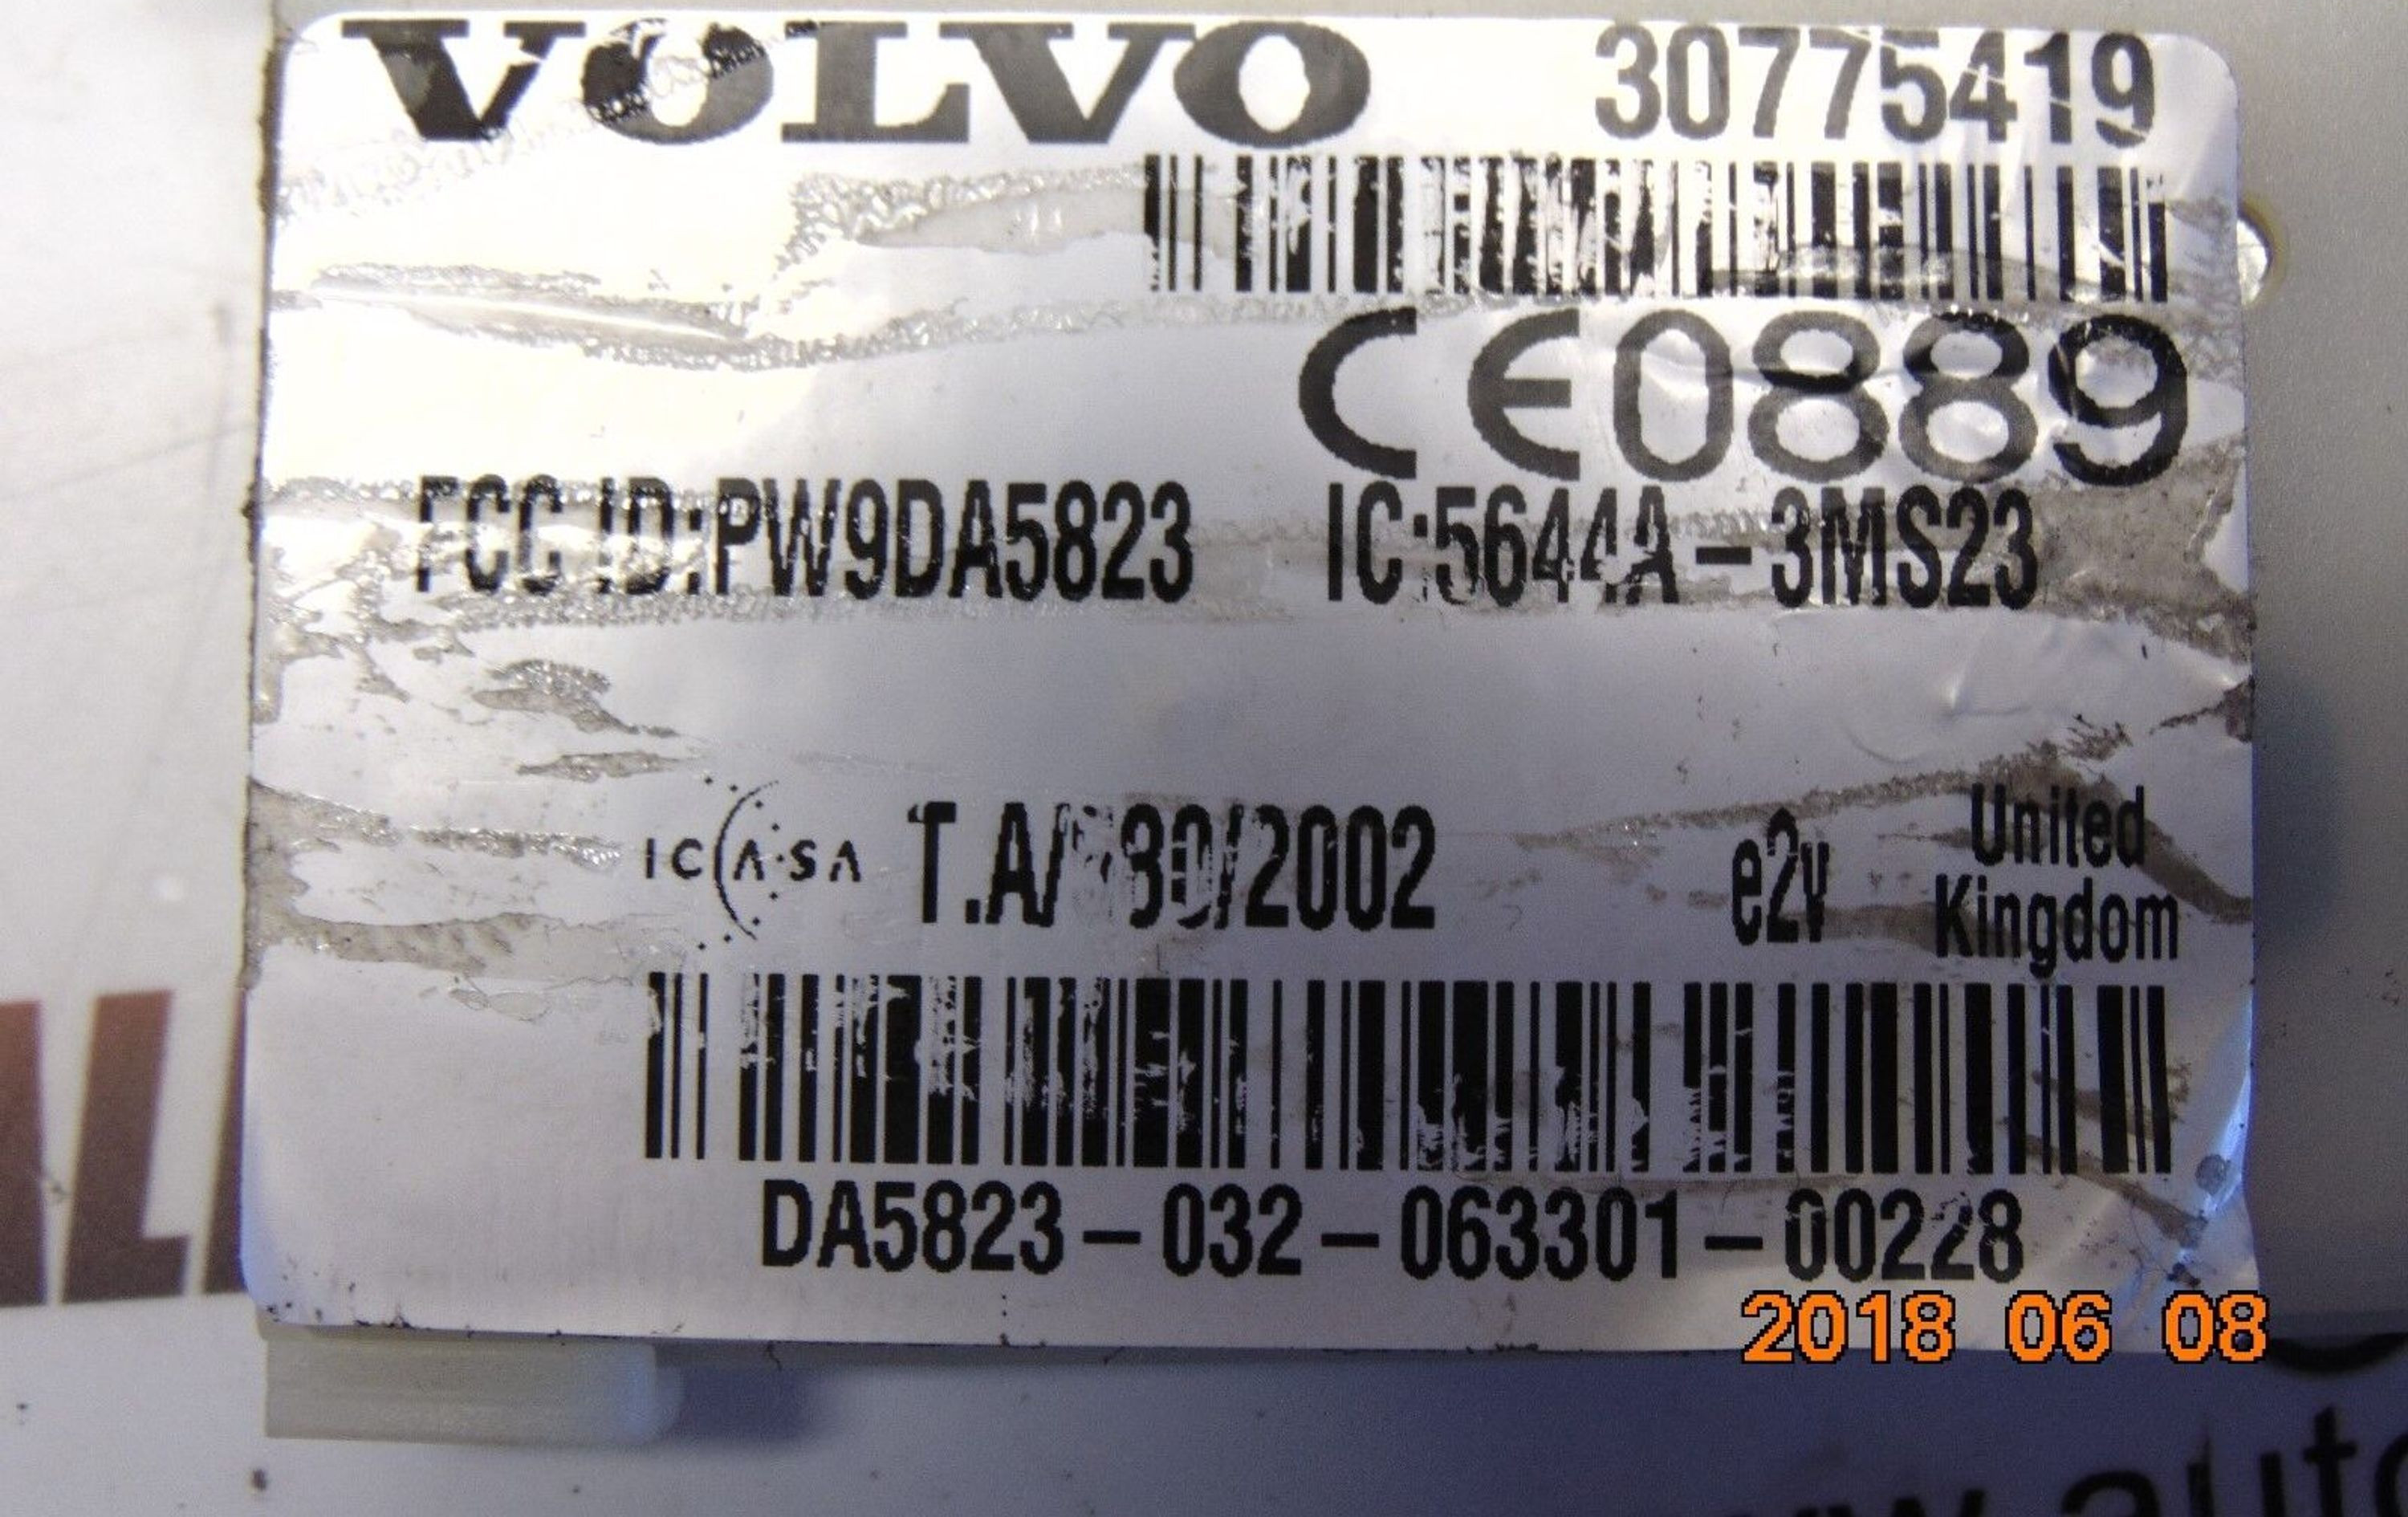 VOLVO 30775419
CE0889
FCC ID:PW9DA5823 IC:5644A-3MS23
ICASA /2002 e2v United
Kingdom
DA5823-032-063301-00228
2018 06 08